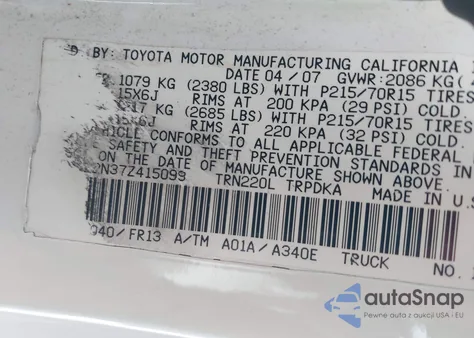 BY: TOYOTA MOTOR MANUFACTURING CALIFORNIA
DATE 04/07 GVWR:2086 KG(
1079 KG (2380 LBS) WITH P215/70R15 TIRES
15X6J RIMS AT 200 KPA (29 PSI) COLD.
17 KG (2685 LBS) WITH P215/70R15 TIRES
15X6J RIMS AT 220 KPA (32 PSI) COLD.
VEHICLE CONFORMS TO ALL APPLICABLE FEDERAL
SAFETY AND THEFT PREVENTION STANDARDS IN
ON THE DATE OF MANUFACTURE SHOWN ABOVE.
N37Z415099 TRN220L TRPDKA MADE IN U.S
040/FR13 A/TM A01A/A340E TRUCK NO.
autoSnap
Pewne auta z aukcji USA i EU